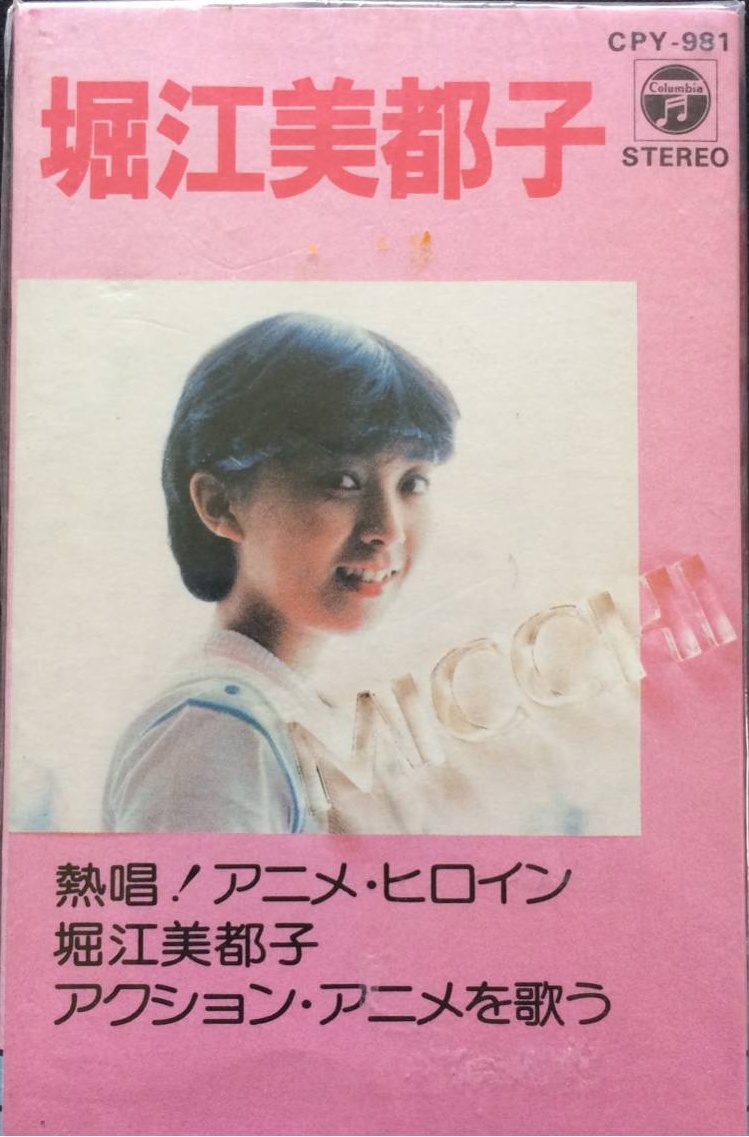 CPY-981
堀江美都子
Columbia
STEREO
MICCHI
熱唱!アニメ・ヒロイン
堀江美都子
アクション・アニメを歌う